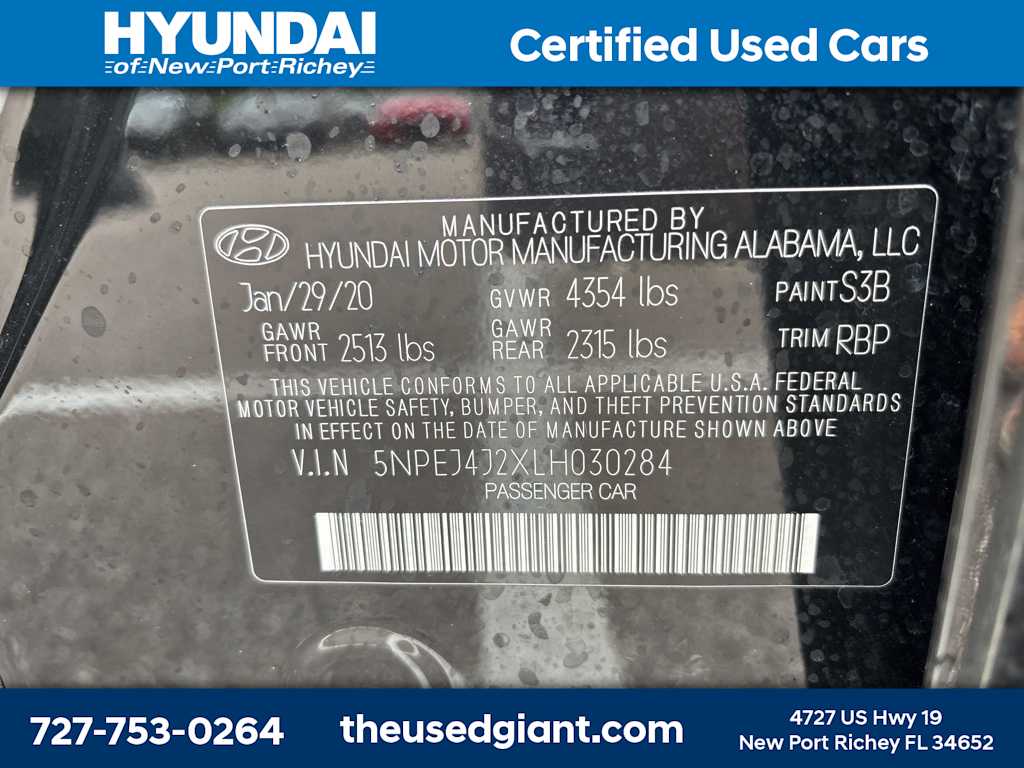 HYUNDAI
of New Port Richey
Certified Used Cars
MANUFACTURED BY
HYUNDAI MOTOR MANUFACTURING ALABAMA, LLC
Jan/29/20 GVWR 4354 lbs PAINT S3B
GAWR FRONT 2513 lbs GAWR REAR 2315 lbs TRIM RBP
THIS VEHICLE CONFORMS TO ALL APPLICABLE U.S.A. FEDERAL
MOTOR VEHICLE SAFETY, BUMPER, AND THEFT PREVENTION STANDARDS
IN EFFECT ON THE DATE OF MANUFACTURE SHOWN ABOVE
V.I.N 5NPEJ4J2XLH030284
PASSENGER CAR
727-753-0264
theusedgiant.com
4727 US Hwy 19
New Port Richey FL 34652